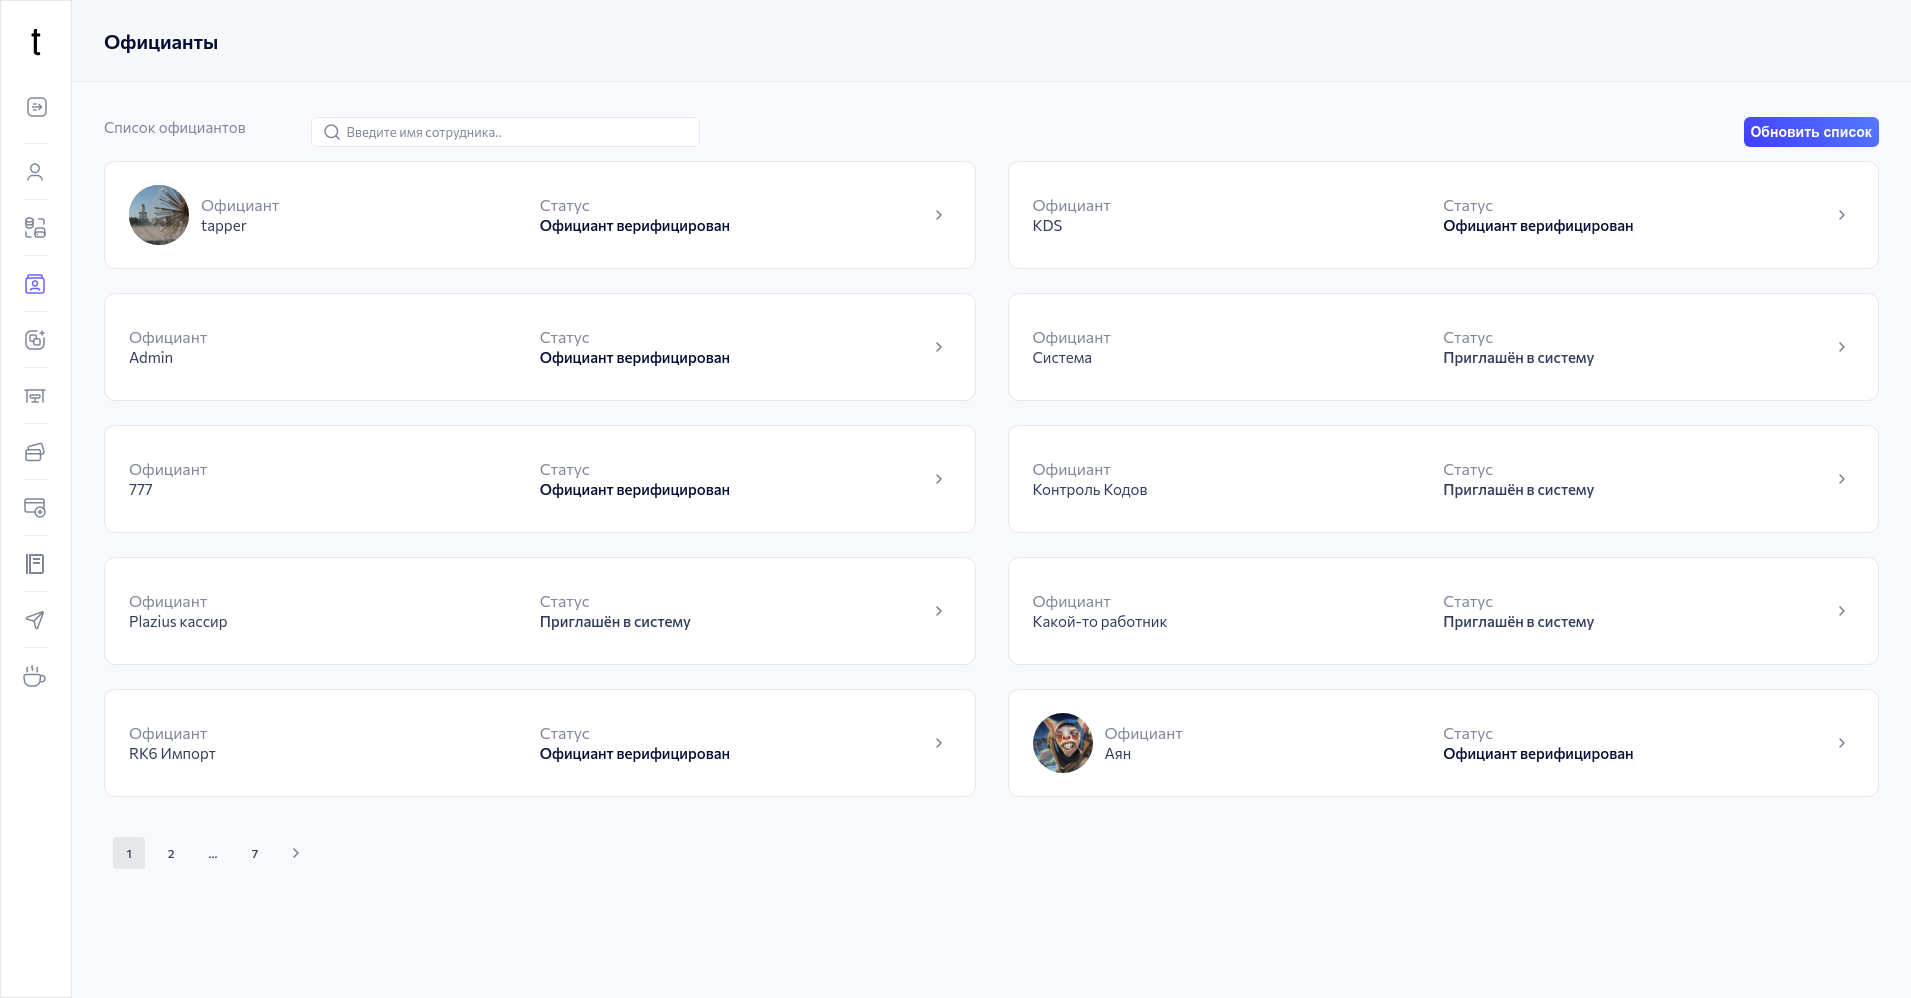 t
Официанты
Список официантов
Введите имя сотрудника..
Обновить список
Официант
tapper
Статус
Официант верифицирован
Официант
KDS
Статус
Официант верифицирован
Официант
Admin
Статус
Официант верифицирован
Официант
Система
Статус
Приглашён в систему
Официант
777
Статус
Официант верифицирован
Официант
Контроль Кодов
Статус
Приглашён в систему
Официант
Plazius кассир
Статус
Приглашён в систему
Официант
Какой-то работник
Статус
Приглашён в систему
Официант
RK6 Импорт
Статус
Официант верифицирован
Официант
Аян
Статус
Официант верифицирован
1 2 ... 7